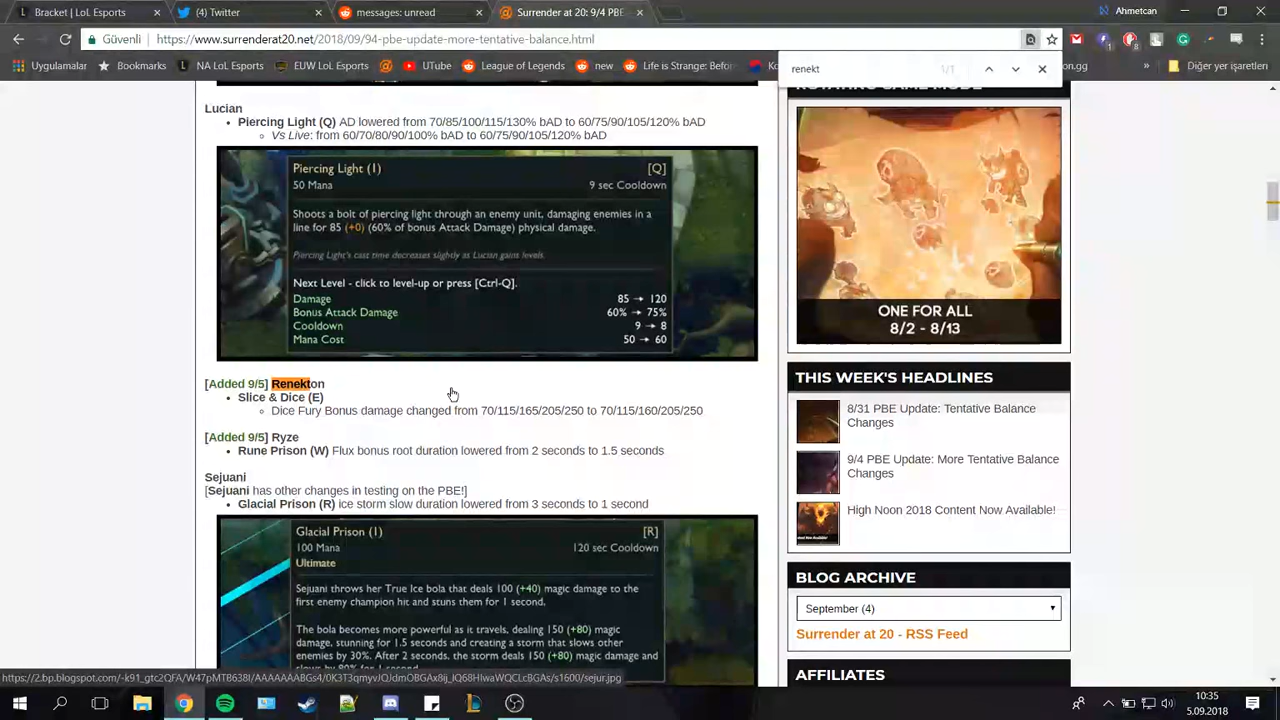 Bracket | LoL Esports
(4) Twitter
messages: unread
Surrender at 20: 9/4 PBE
Ahmetcan
Güvenli
https://www.surrenderat20.net/2018/09/94-pbe-update-more-tentative-balance.html
renekt
1/1
Uygulamalar
Bookmarks
NA LoL Esports
EUW LoL Esports
UTube
League of Legends
new
Life is Strange: Befor
Diğer yer işaretleri
Lucian
Piercing Light (Q) AD lowered from 70/85/100/115/130% bAD to 60/75/90/105/120% bAD
Vs Live: from 60/70/80/90/100% bAD to 60/75/90/105/120% bAD
Piercing Light (1) [Q]
50 Mana 9 sec Cooldown
Shoots a bolt of piercing light through an enemy unit, damaging enemies in a
line for 85 (+0) (60% of bonus Attack Damage) physical damage.
Piercing Light's cast time decreases slightly as Lucian gains levels.
Next Level - click to level-up or press [Ctrl-Q].
Damage 85 → 120
Bonus Attack Damage 60% → 75%
Cooldown 9 → 8
Mana Cost 50 → 60
[Added 9/5] Renekton
Slice & Dice (E)
Dice Fury Bonus damage changed from 70/115/165/205/250 to 70/115/160/205/250
[Added 9/5] Ryze
Rune Prison (W) Flux bonus root duration lowered from 2 seconds to 1.5 seconds
Sejuani
[Sejuani has other changes in testing on the PBE!]
Glacial Prison (R) ice storm slow duration lowered from 3 seconds to 1 second
Glacial Prison (1) [R]
100 Mana 120 sec Cooldown
Ultimate
Sejuani throws her True Ice bola that deals 100 (+40) magic damage to the
first enemy champion hit and stuns them for 1 second.
The bola becomes more powerful as it travels, dealing 150 (+80) magic
damage, stunning for 1.5 seconds and creating a storm that slows other
enemies by 30%. After 2 seconds, the storm deals 150 (+80) magic damage and
slows by 80% for 1 second.
ROTATING GAME MODE
ONE FOR ALL
8/2 - 8/13
THIS WEEK'S HEADLINES
8/31 PBE Update: Tentative Balance
Changes
9/4 PBE Update: More Tentative Balance
Changes
High Noon 2018 Content Now Available!
BLOG ARCHIVE
September (4)
Surrender at 20 - RSS Feed
AFFILIATES
10:35
5.09.2018